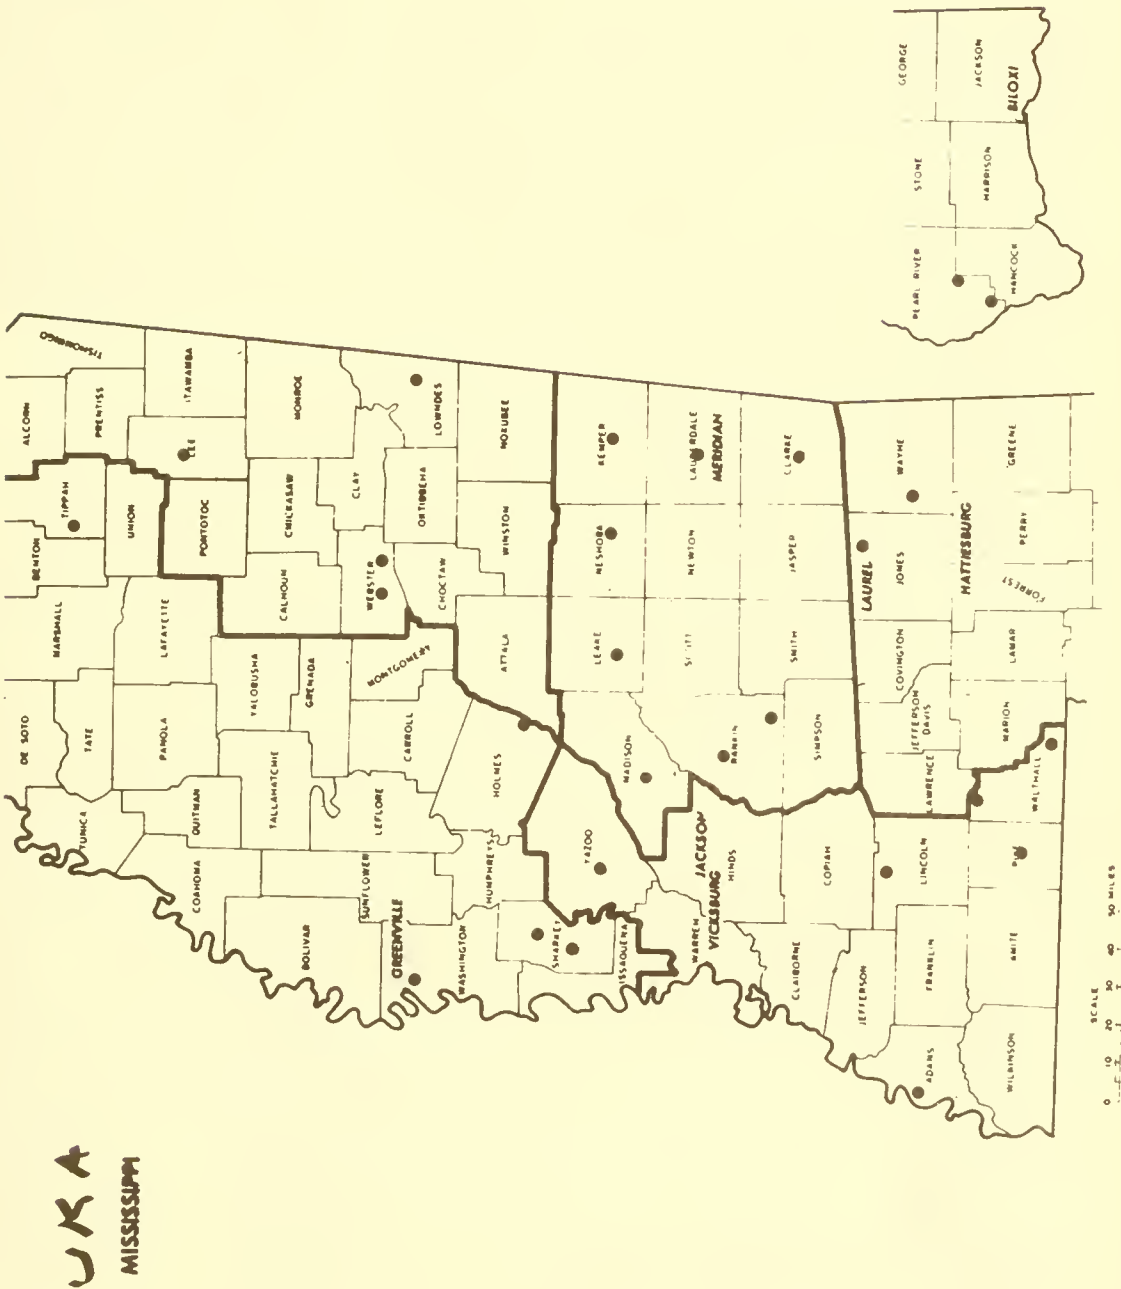 UKA
MISSISSIPPI
DE SOTO
MARSHALL
BENTON
TIPPAH
ALCORN
TISHOMINGO
PRENTISS
TUNICA
TATE
LAFAYETTE
UNION
LEE
ITAWAMBA
PANOLA
PONTOTOC
COAHOMA
QUITMAN
YALOBUSHA
CALHOUN
CHICKASAW
MONROE
TALLAHATCHIE
GRENADA
BOLIVAR
SUNFLOWER
LEFLORE
CARROLL
MONTGOMERY
WEBSTER
CLAY
LOWNDES
CHOCTAW
OKTIBBEHA
GREENVILLE
WASHINGTON
HUMPHREYS
HOLMES
ATTALA
WINSTON
NOXUBEE
SHARKEY
ISSAQUENA
YAZOO
MADISON
LEAKE
NESHOBA
KEMPER
WARREN
VICKSBURG
JACKSON
HINDS
RANKIN
NEWTON
MERIDIAN
CLAIBORNE
COPIAH
SIMPSON
SMITH
JASPER
CLARKE
JEFFERSON
LAUREL
ADAMS
FRANKLIN
LINCOLN
LAWRENCE
JEFFERSON
DAVIS
COVINGTON
JONES
WAYNE
HATTIESBURG
WILKINSON
AMITE
WALTHALL
MARION
LAMAR
FORREST
PERRY
GREENE
SCALE
0 10 20 30 40 50 MILES
PEARL RIVER
STONE
GEORGE
HANCOCK
HARRISON
JACKSON
BILOXI